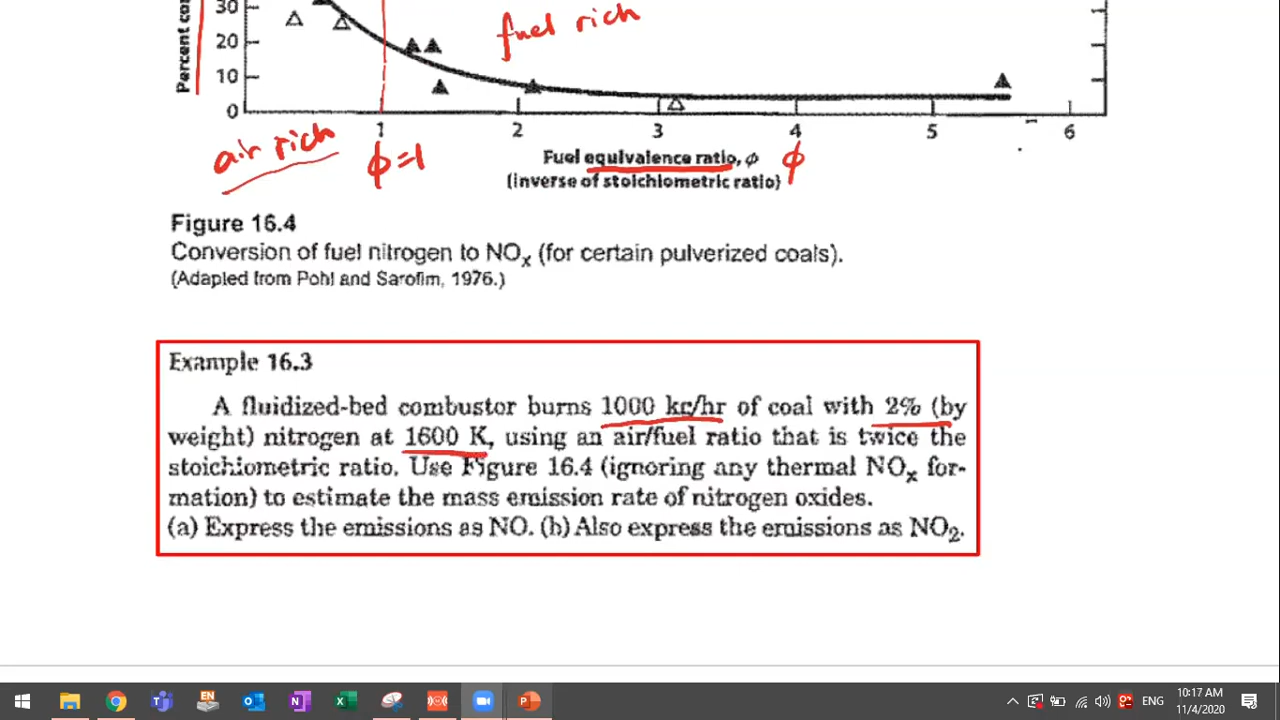 Percent co
30
20
10
0
fuel rich
1 2 3 4 5 6
air rich
ϕ=1
Fuel equivalence ratio, ϕ
ϕ
(inverse of stoichiometric ratio)
Figure 16.4
Conversion of fuel nitrogen to NOx (for certain pulverized coals).
(Adapled from Pohl and Sarofim, 1976.)
Example 16.3
A fluidized-bed combustor burns 1000 kg/hr of coal with 2% (by
weight) nitrogen at 1600 K, using an air/fuel ratio that is twice the
stoichiometric ratio. Use Figure 16.4 (ignoring any thermal NOx for-
mation) to estimate the mass emission rate of nitrogen oxides.
(a) Express the emissions as NO. (b) Also express the emissions as NO2.
EN
ENG
10:17 AM
11/4/2020